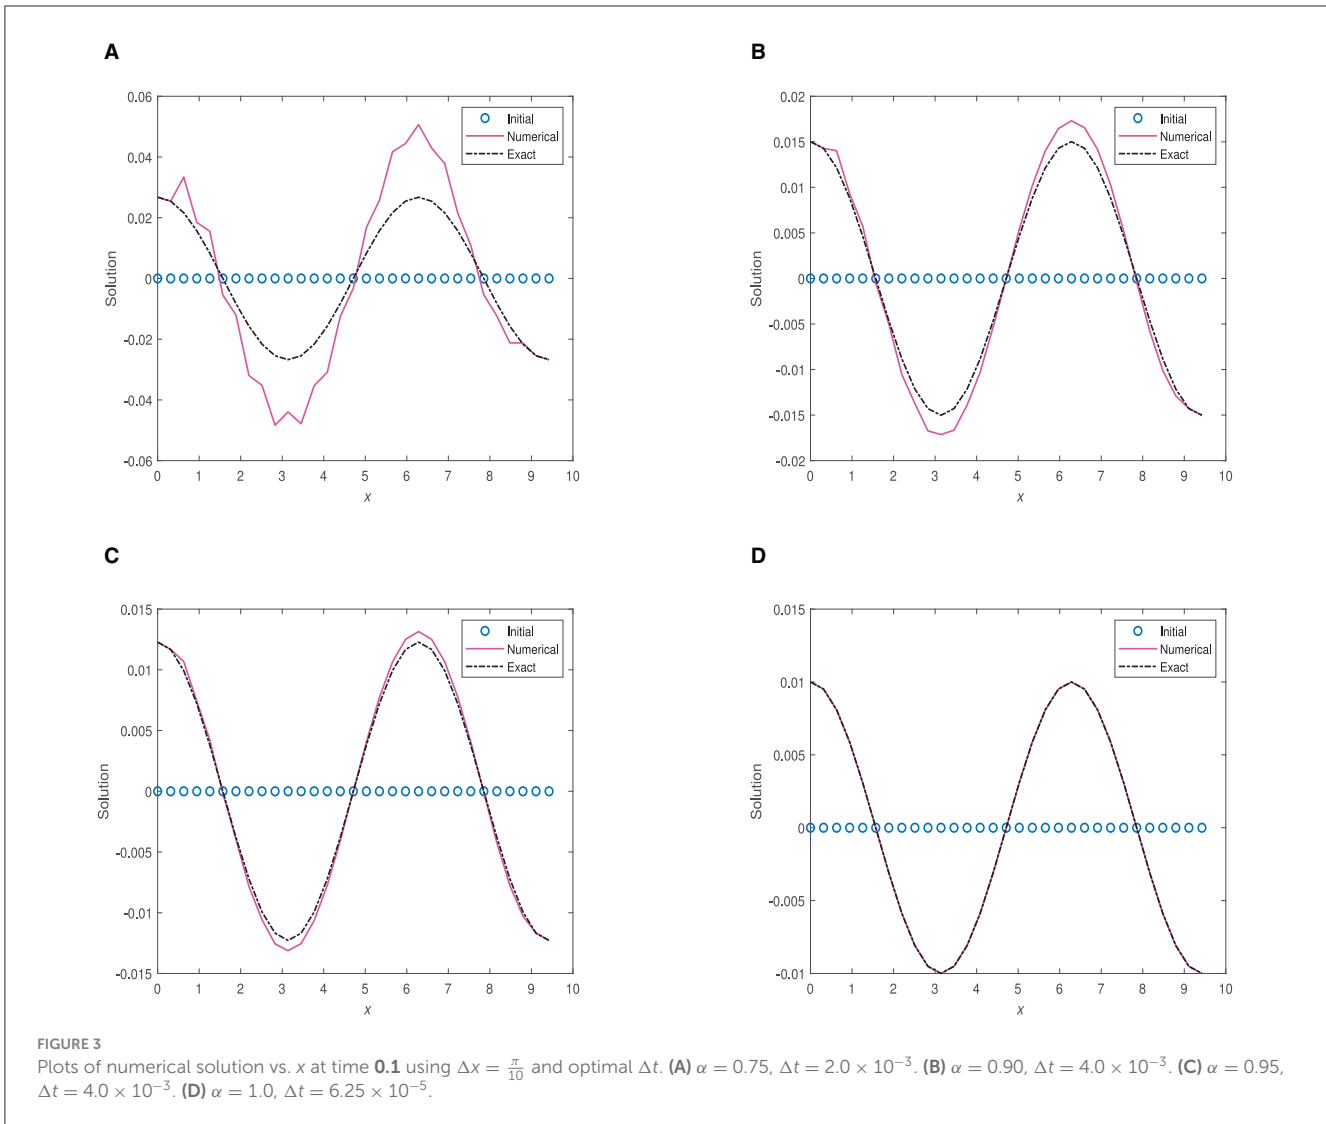 A
0.06
0.04
0.02
0
-0.02
-0.04
-0.06
Solution
0 1 2 3 4 5 6 7 8 9 10
x
Initial
Numerical
Exact
B
0.02
0.015
0.01
0.005
0
-0.005
-0.01
-0.015
-0.02
Solution
0 1 2 3 4 5 6 7 8 9 10
x
Initial
Numerical
Exact
C
0.015
0.01
0.005
0
-0.005
-0.01
-0.015
Solution
0 1 2 3 4 5 6 7 8 9 10
x
Initial
Numerical
Exact
D
0.015
0.01
0.005
0
-0.005
-0.01
Solution
0 1 2 3 4 5 6 7 8 9 10
x
Initial
Numerical
Exact
FIGURE 3
Plots of numerical solution vs. x at time 0.1 using Δx = π/10 and optimal Δt. (A) α = 0.75, Δt = 2.0 × 10⁻³. (B) α = 0.90, Δt = 4.0 × 10⁻³. (C) α = 0.95,
Δt = 4.0 × 10⁻³. (D) α = 1.0, Δt = 6.25 × 10⁻⁵.